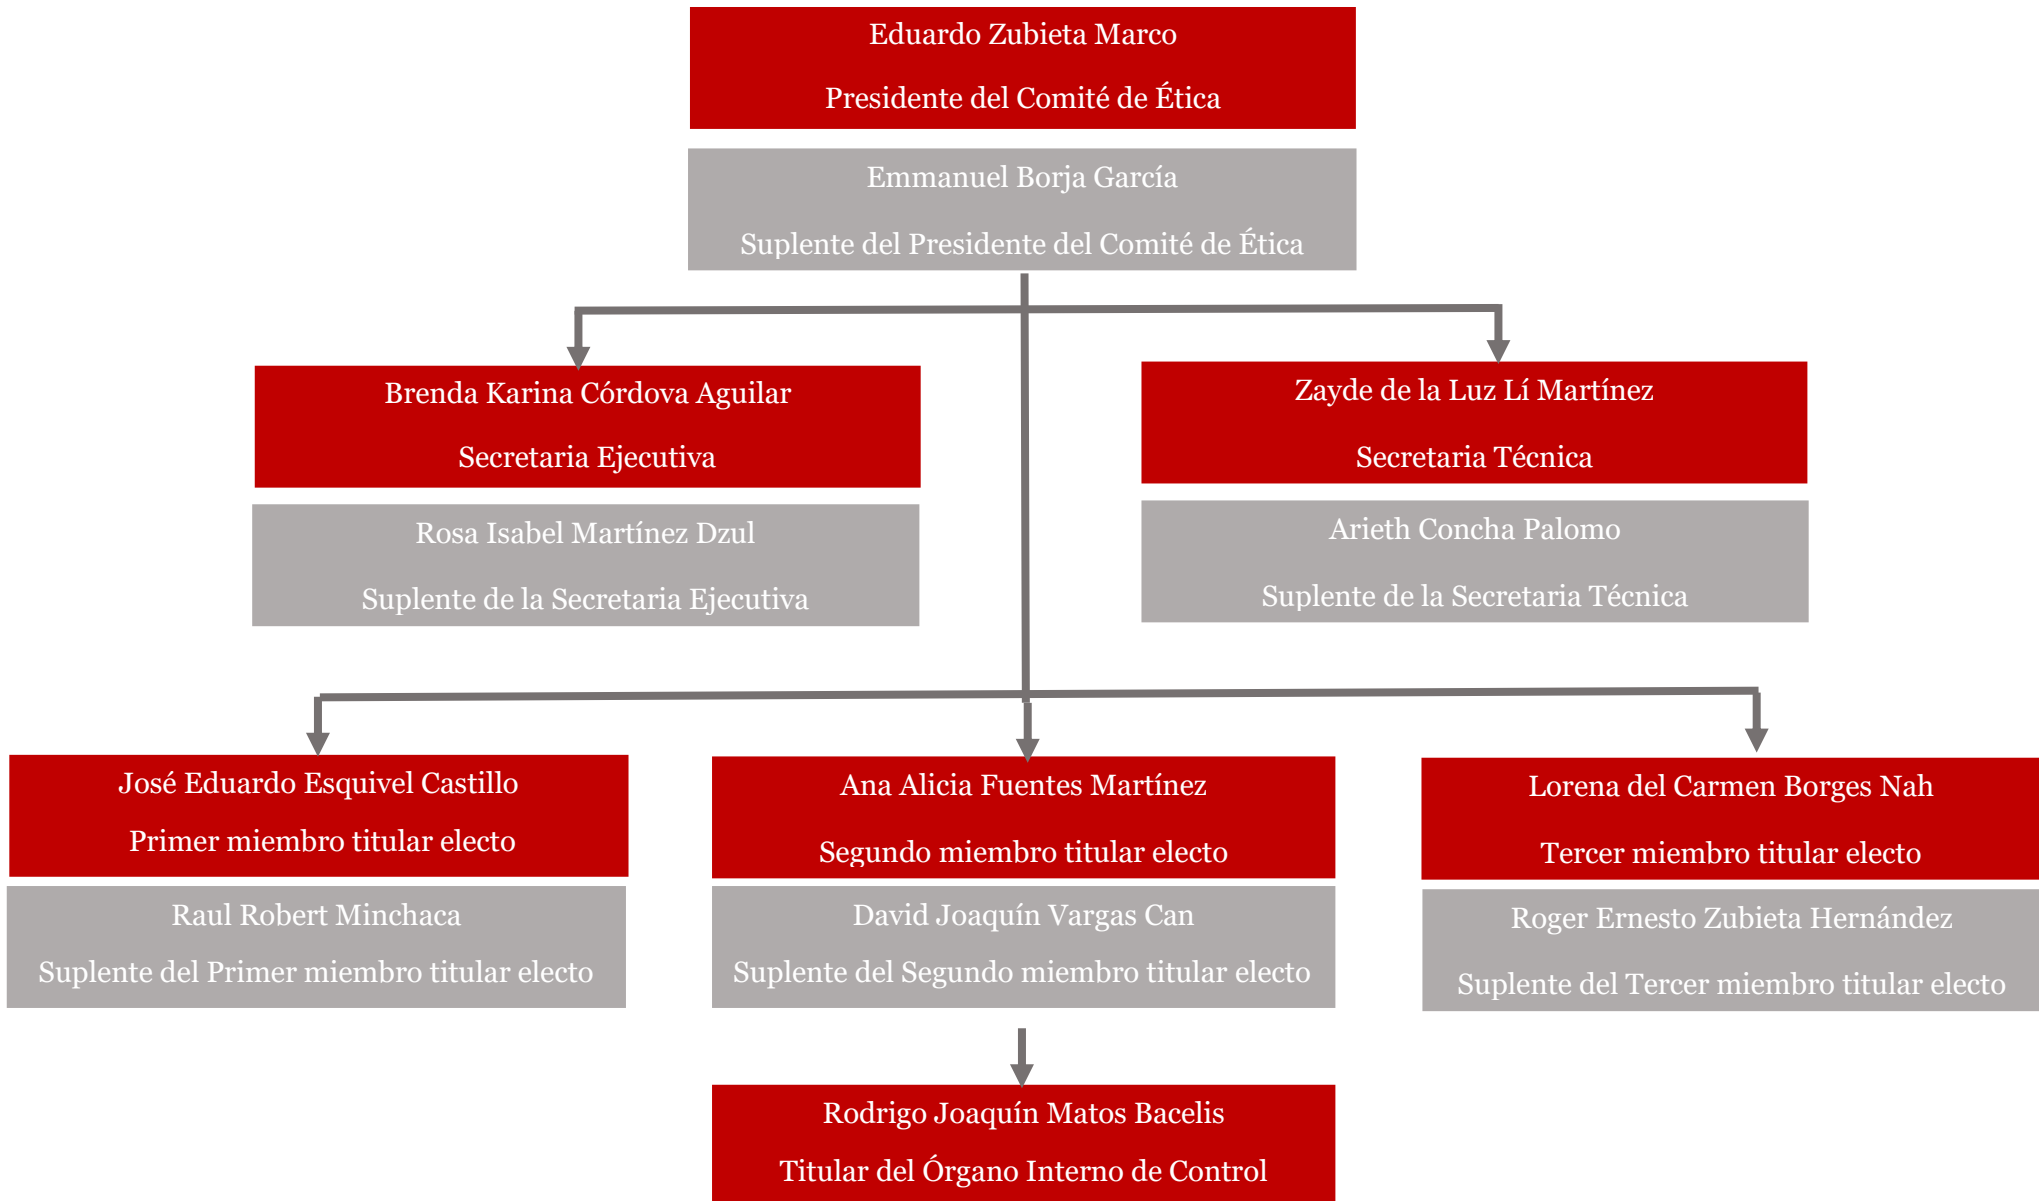 Eduardo Zubieta Marco
Presidente del Comité de Ética
Emmanuel Borja García
Suplente del Presidente del Comité de Ética
Brenda Karina Córdova Aguilar
Secretaria Ejecutiva
Rosa Isabel Martínez Dzul
Suplente de la Secretaria Ejecutiva
Zayde de la Luz Lí Martínez
Secretaria Técnica
Arieth Concha Palomo
Suplente de la Secretaria Técnica
José Eduardo Esquivel Castillo
Primer miembro titular electo
Raul Robert Minchaca
Suplente del Primer miembro titular electo
Ana Alicia Fuentes Martínez
Segundo miembro titular electo
David Joaquín Vargas Can
Suplente del Segundo miembro titular electo
Lorena del Carmen Borges Nah
Tercer miembro titular electo
Roger Ernesto Zubieta Hernández
Suplente del Tercer miembro titular electo
Rodrigo Joaquín Matos Bacelis
Titular del Órgano Interno de Control